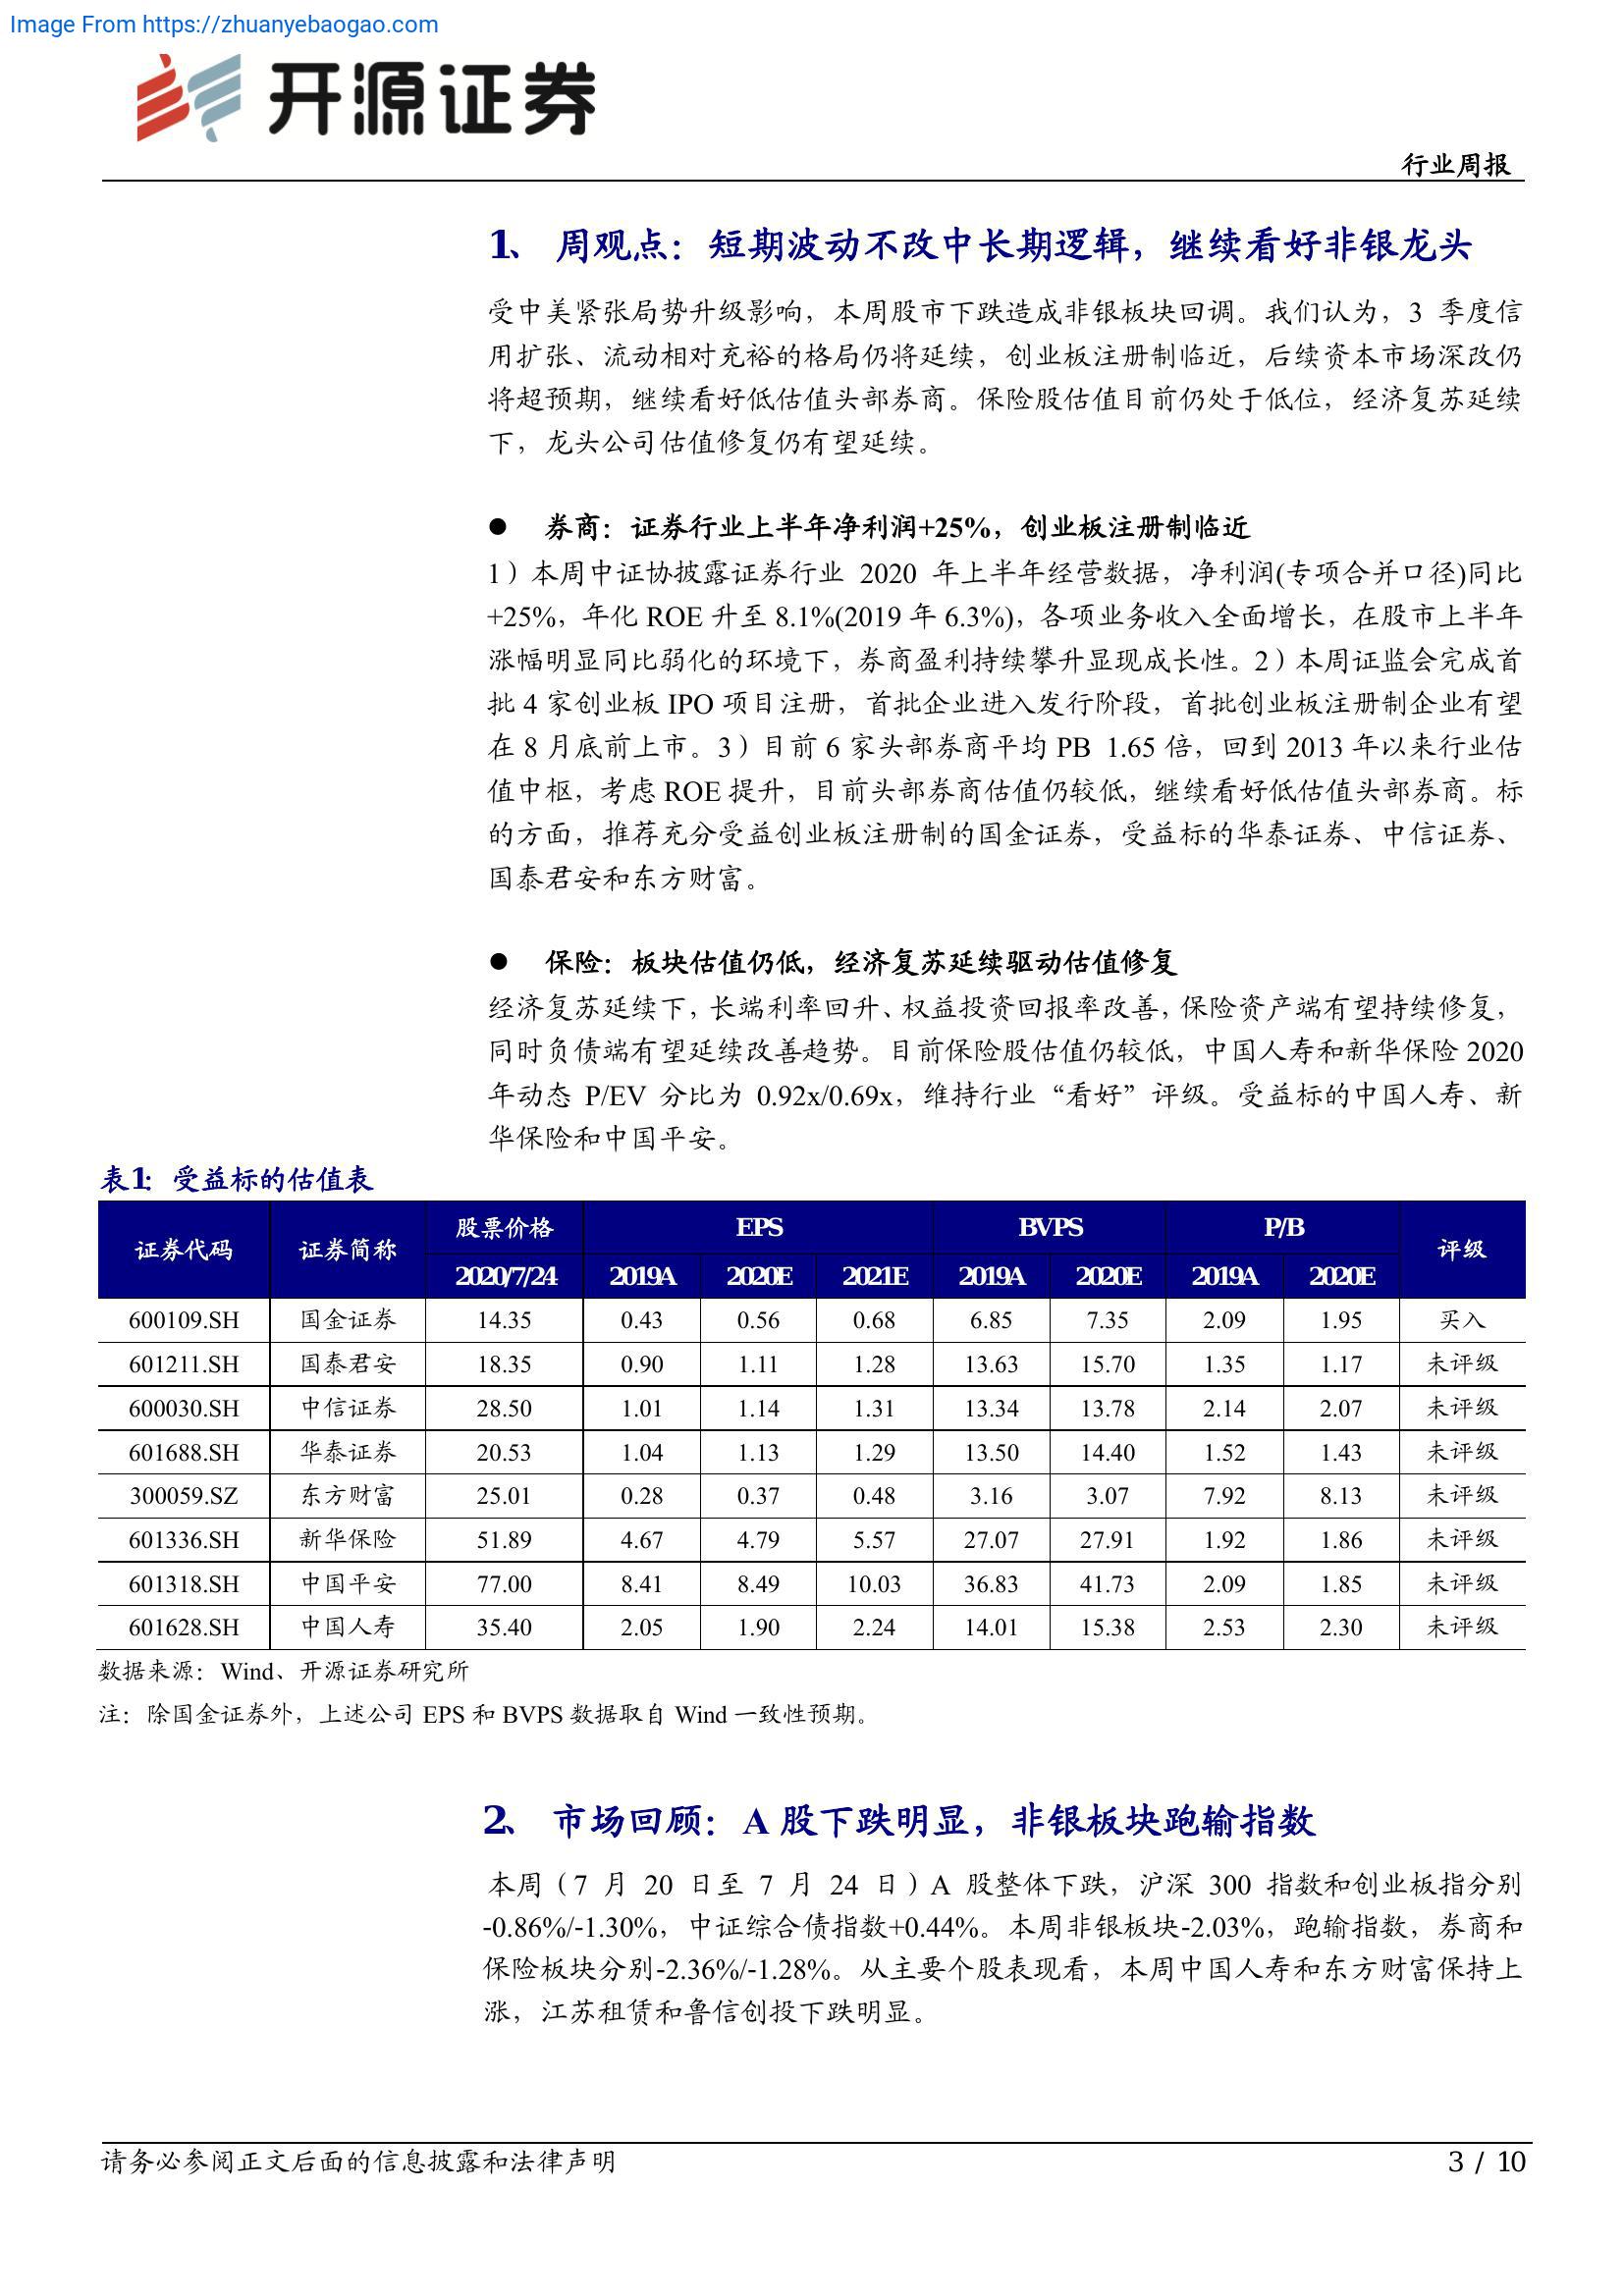 Image From https://zhuanyebaogao.com
开源证券
行业周报
1、 周观点：短期波动不改中长期逻辑，继续看好非银龙头
受中美紧张局势升级影响，本周股市下跌造成非银板块回调。我们认为，3 季度信
用扩张、流动相对充裕的格局仍将延续，创业板注册制临近，后续资本市场深改仍
将超预期，继续看好低估值头部券商。保险股估值目前仍处于低位，经济复苏延续
下，龙头公司估值修复仍有望延续。
● 券商：证券行业上半年净利润+25%，创业板注册制临近
1）本周中证协披露证券行业 2020 年上半年经营数据，净利润(专项合并口径)同比
+25%，年化 ROE 升至 8.1%(2019 年 6.3%)，各项业务收入全面增长，在股市上半年
涨幅明显同比弱化的环境下，券商盈利持续攀升显现成长性。2）本周证监会完成首
批 4 家创业板 IPO 项目注册，首批企业进入发行阶段，首批创业板注册制企业有望
在 8 月底前上市。3）目前 6 家头部券商平均 PB 1.65 倍，回到 2013 年以来行业估
值中枢，考虑 ROE 提升，目前头部券商估值仍较低，继续看好低估值头部券商。标
的方面，推荐充分受益创业板注册制的国金证券，受益标的华泰证券、中信证券、
国泰君安和东方财富。
● 保险：板块估值仍低，经济复苏延续驱动估值修复
经济复苏延续下，长端利率回升、权益投资回报率改善，保险资产端有望持续修复，
同时负债端有望延续改善趋势。目前保险股估值仍较低，中国人寿和新华保险 2020
年动态 P/EV 分比为 0.92x/0.69x，维持行业“看好”评级。受益标的中国人寿、新
华保险和中国平安。
表1：受益标的估值表
证券代码 证券简称 股票价格 EPS BVPS P/B 评级
2020/7/24 2019A 2020E 2021E 2019A 2020E 2019A 2020E
600109.SH 国金证券 14.35 0.43 0.56 0.68 6.85 7.35 2.09 1.95 买入
601211.SH 国泰君安 18.35 0.90 1.11 1.28 13.63 15.70 1.35 1.17 未评级
600030.SH 中信证券 28.50 1.01 1.14 1.31 13.34 13.78 2.14 2.07 未评级
601688.SH 华泰证券 20.53 1.04 1.13 1.29 13.50 14.40 1.52 1.43 未评级
300059.SZ 东方财富 25.01 0.28 0.37 0.48 3.16 3.07 7.92 8.13 未评级
601336.SH 新华保险 51.89 4.67 4.79 5.57 27.07 27.91 1.92 1.86 未评级
601318.SH 中国平安 77.00 8.41 8.49 10.03 36.83 41.73 2.09 1.85 未评级
601628.SH 中国人寿 35.40 2.05 1.90 2.24 14.01 15.38 2.53 2.30 未评级
数据来源：Wind、开源证券研究所
注：除国金证券外，上述公司 EPS 和 BVPS 数据取自 Wind 一致性预期。
2、 市场回顾：A 股下跌明显，非银板块跑输指数
本周（7 月 20 日至 7 月 24 日）A 股整体下跌，沪深 300 指数和创业板指分别
-0.86%/-1.30%，中证综合债指数+0.44%。本周非银板块-2.03%，跑输指数，券商和
保险板块分别-2.36%/-1.28%。从主要个股表现看，本周中国人寿和东方财富保持上
涨，江苏租赁和鲁信创投下跌明显。
请务必参阅正文后面的信息披露和法律声明
3 / 10